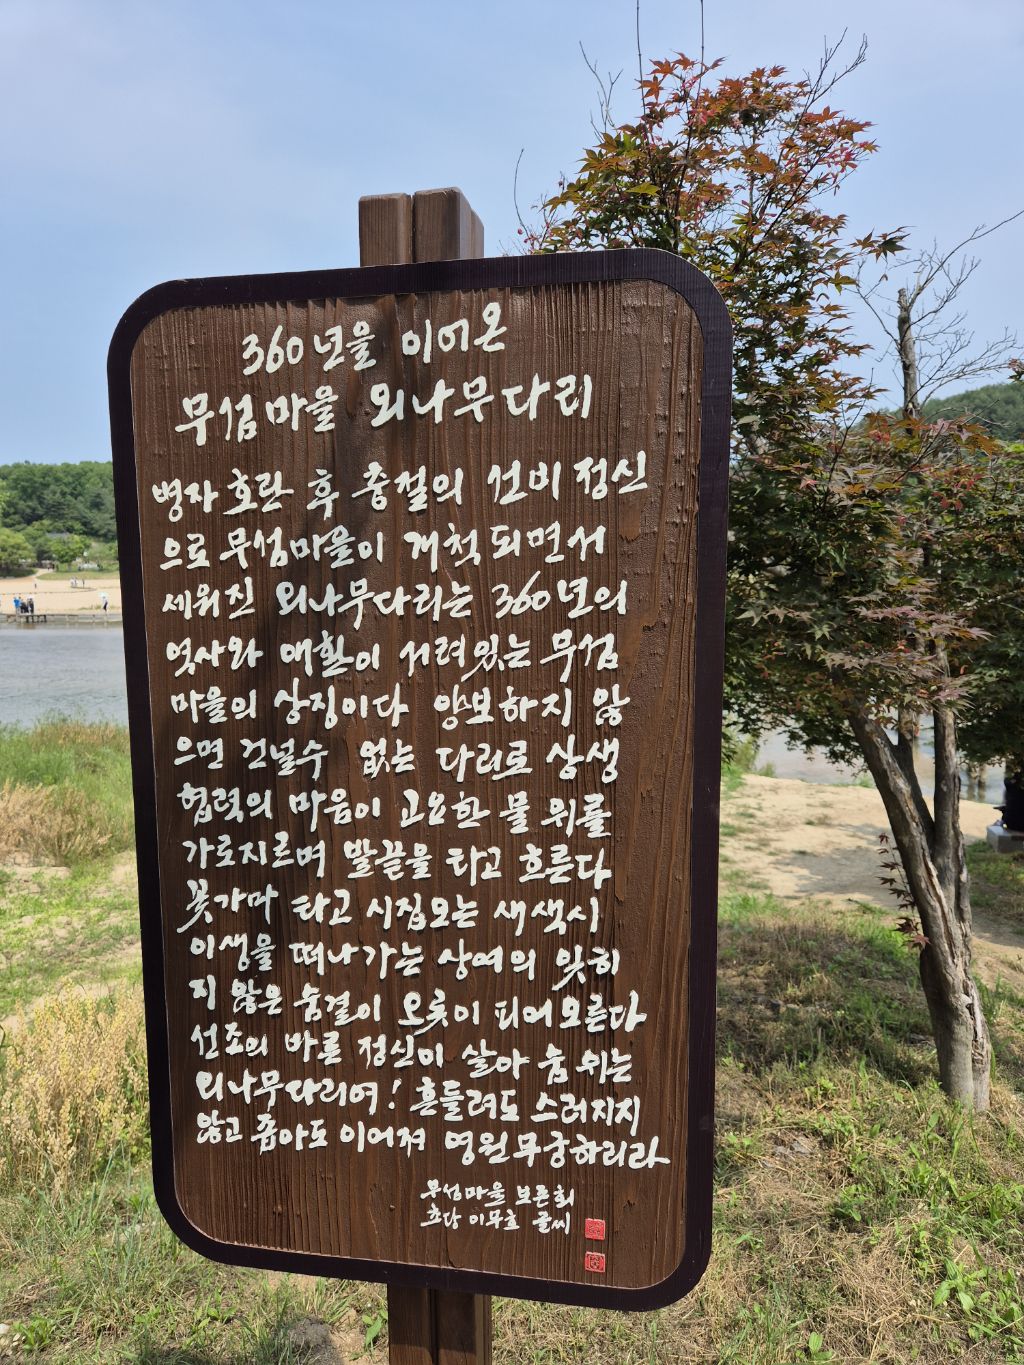 360년을 이어온
무섬마을 외나무다리
병자호란 후 충절의 선비정신
으로 무섬마을이 개척되면서
세워진 외나무다리는 360년의
역사와 애환이 서려있는 무섬
마을의 상징이다 양보하지 않
으면 건널수 없는 다리로 상생
협력의 마음이 고요한 물 위를
가로지르며 발끝을 타고 흐른다
꽃가마 타고 시집오는 새색시
이생을 떠나가는 상여의 잊히
지 않은 숨결이 오롯이 피어오른다
선조의 바른 정신이 살아 숨 쉬는
외나무다리여! 흔들려도 스러지지
않고 좁아도 이어져 영원무궁하리라
무섬마을 보존회
초당 이무호 글씨